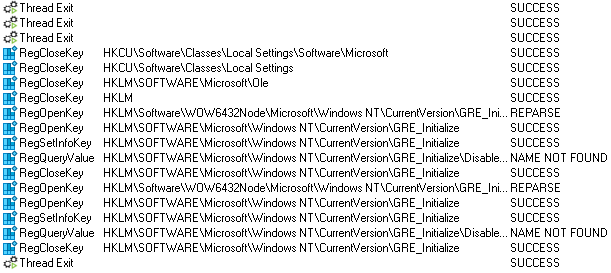 Thread Exit SUCCESS
Thread Exit SUCCESS
Thread Exit SUCCESS
RegCloseKey HKCU\Software\Classes\Local Settings\Software\Microsoft SUCCESS
RegCloseKey HKCU\Software\Classes\Local Settings SUCCESS
RegCloseKey HKLM\SOFTWARE\Microsoft\Ole SUCCESS
RegCloseKey HKLM SUCCESS
RegOpenKey HKLM\Software\WOW6432Node\Microsoft\Windows NT\CurrentVersion\GRE_Initi... REPARSE
RegOpenKey HKLM\SOFTWARE\Microsoft\Windows NT\CurrentVersion\GRE_Initialize SUCCESS
RegSetInfoKey HKLM\SOFTWARE\Microsoft\Windows NT\CurrentVersion\GRE_Initialize SUCCESS
RegQueryValue HKLM\SOFTWARE\Microsoft\Windows NT\CurrentVersion\GRE_Initialize\Disable... NAME NOT FOUND
RegCloseKey HKLM\SOFTWARE\Microsoft\Windows NT\CurrentVersion\GRE_Initialize SUCCESS
RegOpenKey HKLM\Software\WOW6432Node\Microsoft\Windows NT\CurrentVersion\GRE_Ini... REPARSE
RegOpenKey HKLM\SOFTWARE\Microsoft\Windows NT\CurrentVersion\GRE_Initialize SUCCESS
RegSetInfoKey HKLM\SOFTWARE\Microsoft\Windows NT\CurrentVersion\GRE_Initialize SUCCESS
RegQueryValue HKLM\SOFTWARE\Microsoft\Windows NT\CurrentVersion\GRE_Initialize\Disable... NAME NOT FOUND
RegCloseKey HKLM\SOFTWARE\Microsoft\Windows NT\CurrentVersion\GRE_Initialize SUCCESS
Thread Exit SUCCESS